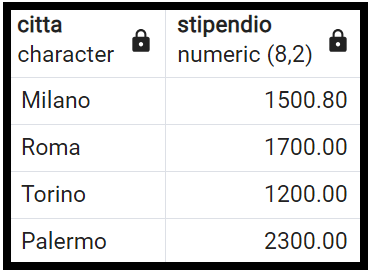 citta stipendio
character numeric (8,2)
Milano 1500.80
Roma 1700.00
Torino 1200.00
Palermo 2300.00